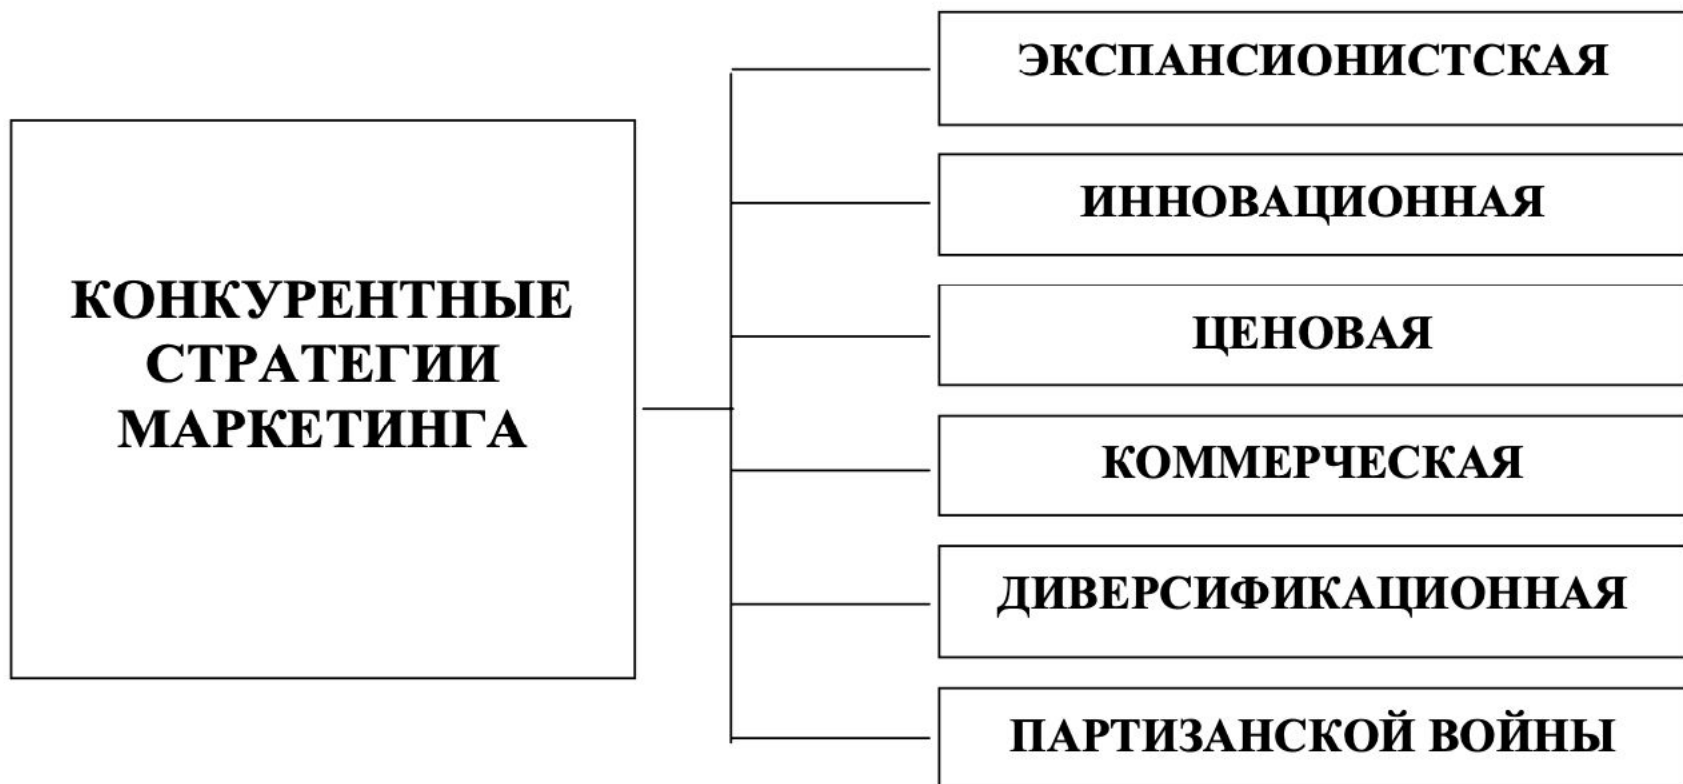 КОНКУРЕНТНЫЕ
СТРАТЕГИИ
МАРКЕТИНГА
ЭКСПАНСИОНИСТСКАЯ
ИННОВАЦИОННАЯ
ЦЕНОВАЯ
КОММЕРЧЕСКАЯ
ДИВЕРСИФИКАЦИОННАЯ
ПАРТИЗАНСКОЙ ВОЙНЫ